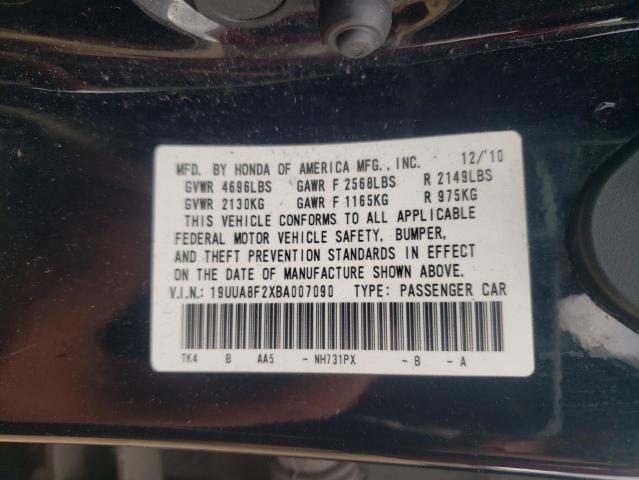 MFD. BY HONDA OF AMERICA MFG., INC. 12/'10
GVWR 4696LBS GAWR F 2568LBS R 2149LBS
GVWR 2130KG GAWR F 1165KG R 975KG
THIS VEHICLE CONFORMS TO ALL APPLICABLE
FEDERAL MOTOR VEHICLE SAFETY, BUMPER,
AND THEFT PREVENTION STANDARDS IN EFFECT
ON THE DATE OF MANUFACTURE SHOWN ABOVE.
V.I.N.: 19UUA8F2XBA007090 TYPE: PASSENGER CAR
TK4 B AA5 - NH731PX - B - A